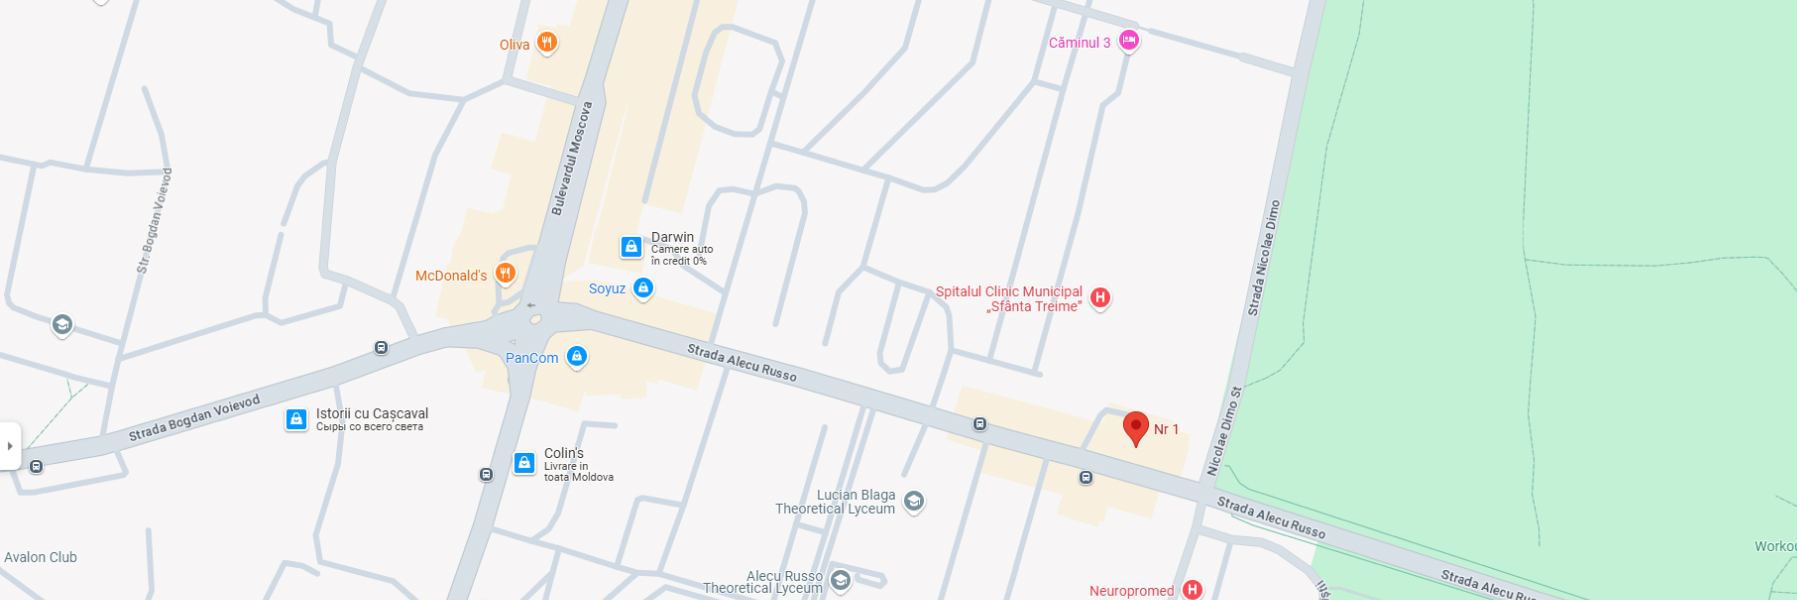 Oliva
Căminul 3
Bulevardul Moscova
Str. Bogdan Voievod
Strada Nicolae Dimo
Darwin
Camere auto
în credit 0%
McDonald's
Soyuz
Spitalul Clinic Municipal
„Sfânta Treime”
PanCom
Strada Alecu Russo
Strada Bogdan Voievod
Istorii cu Cașcaval
Сыры со всего света
Nicolae Dimo St
Nr 1
Colin's
Livrare in
toata Moldova
Lucian Blaga
Theoretical Lyceum
Strada Alecu Russo
Avalon Club
Workou
Alecu Russo
Theoretical Lyceum
Neuropromed
Strada Alecu Rus